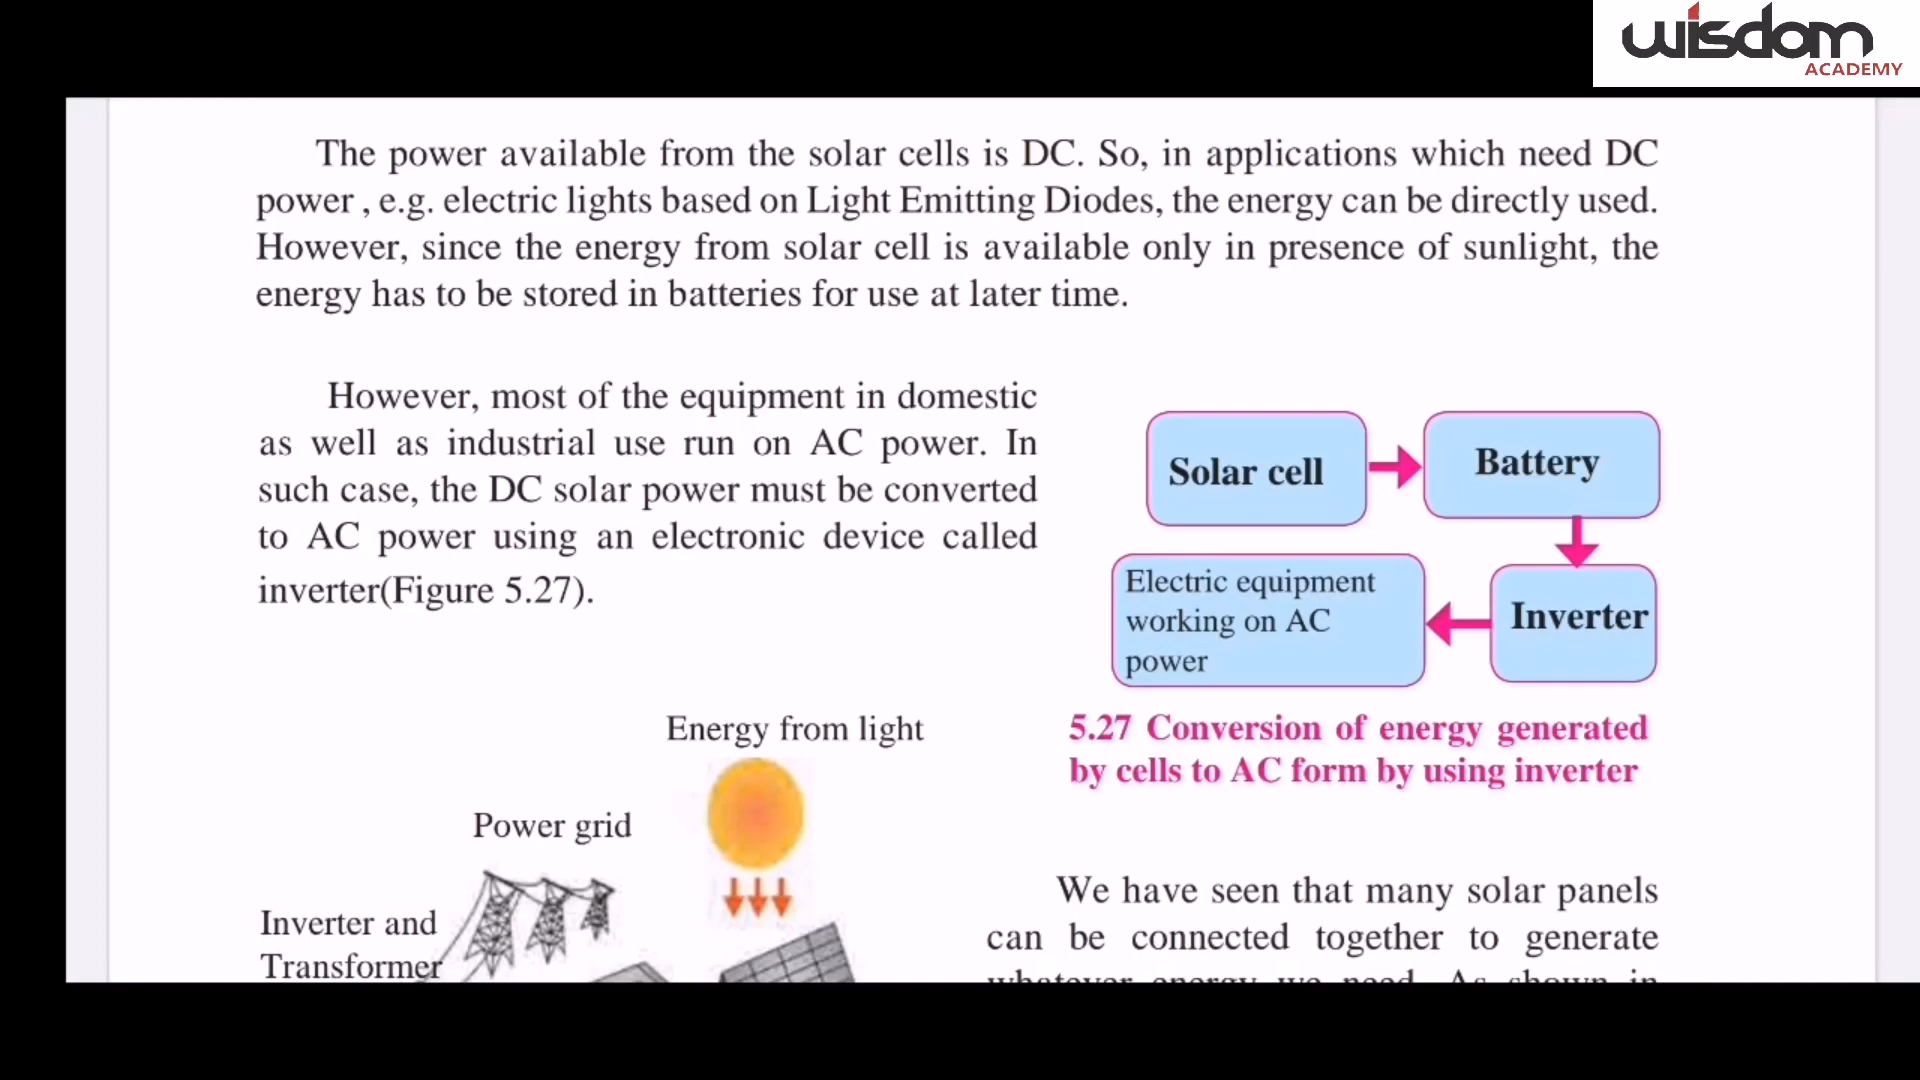 wisdom
ACADEMY
The power available from the solar cells is DC. So, in applications which need DC
power , e.g. electric lights based on Light Emitting Diodes, the energy can be directly used.
However, since the energy from solar cell is available only in presence of sunlight, the
energy has to be stored in batteries for use at later time.
However, most of the equipment in domestic
as well as industrial use run on AC power. In
such case, the DC solar power must be converted
to AC power using an electronic device called
inverter(Figure 5.27).
Solar cell
Battery
Electric equipment
working on AC
power
Inverter
5.27 Conversion of energy generated
by cells to AC form by using inverter
Energy from light
Power grid
Inverter and
Transformer
We have seen that many solar panels
can be connected together to generate
whatever energy we need. As shown in